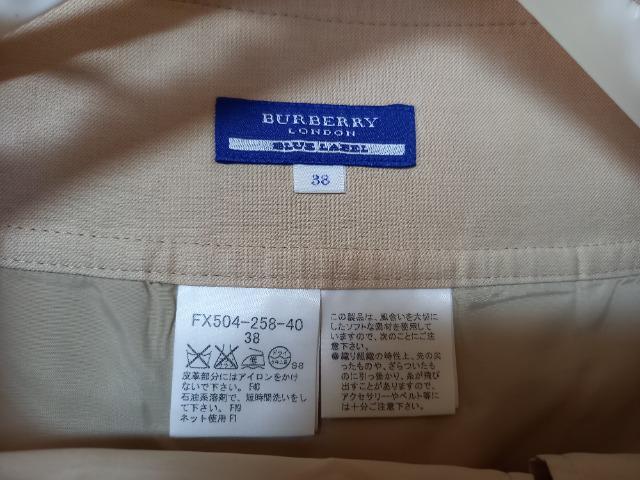 BURBERRY
LONDON
BLUE LABEL
38
FX504-258-40
38
皮革部分にはアイロンをかけ
ないで下さい。F40
石油系溶剤で、短時間洗いをし
て下さい。F19
ネット使用 F1
この製品は、風合いを大切に
したソフトな素材を使用して
いますので、次のことにご注
意下さい。
●織り組織の特性上、先の尖
ったものや、ざらついたもの
に引っ掛かり、糸が飛び
出すことがありますので、
アクセサリーやベルト等に
は十分ご注意下さい。